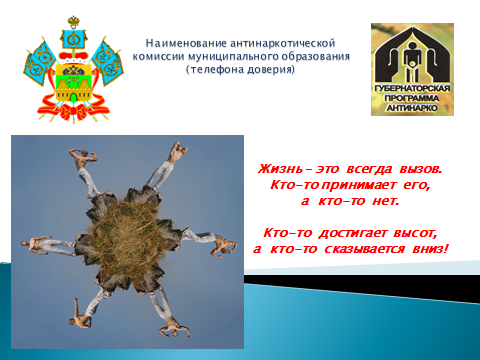 Наименование антинаркотической
комиссии муниципального образования
(телефона доверия)
ГУБЕРНАТОРСКАЯ
ПРОГРАММА
АНТИНАРКО
Жизнь – это всегда вызов.
Кто-то принимает его,
а кто-то нет.
Кто-то достигает высот,
а кто-то сказывается вниз!